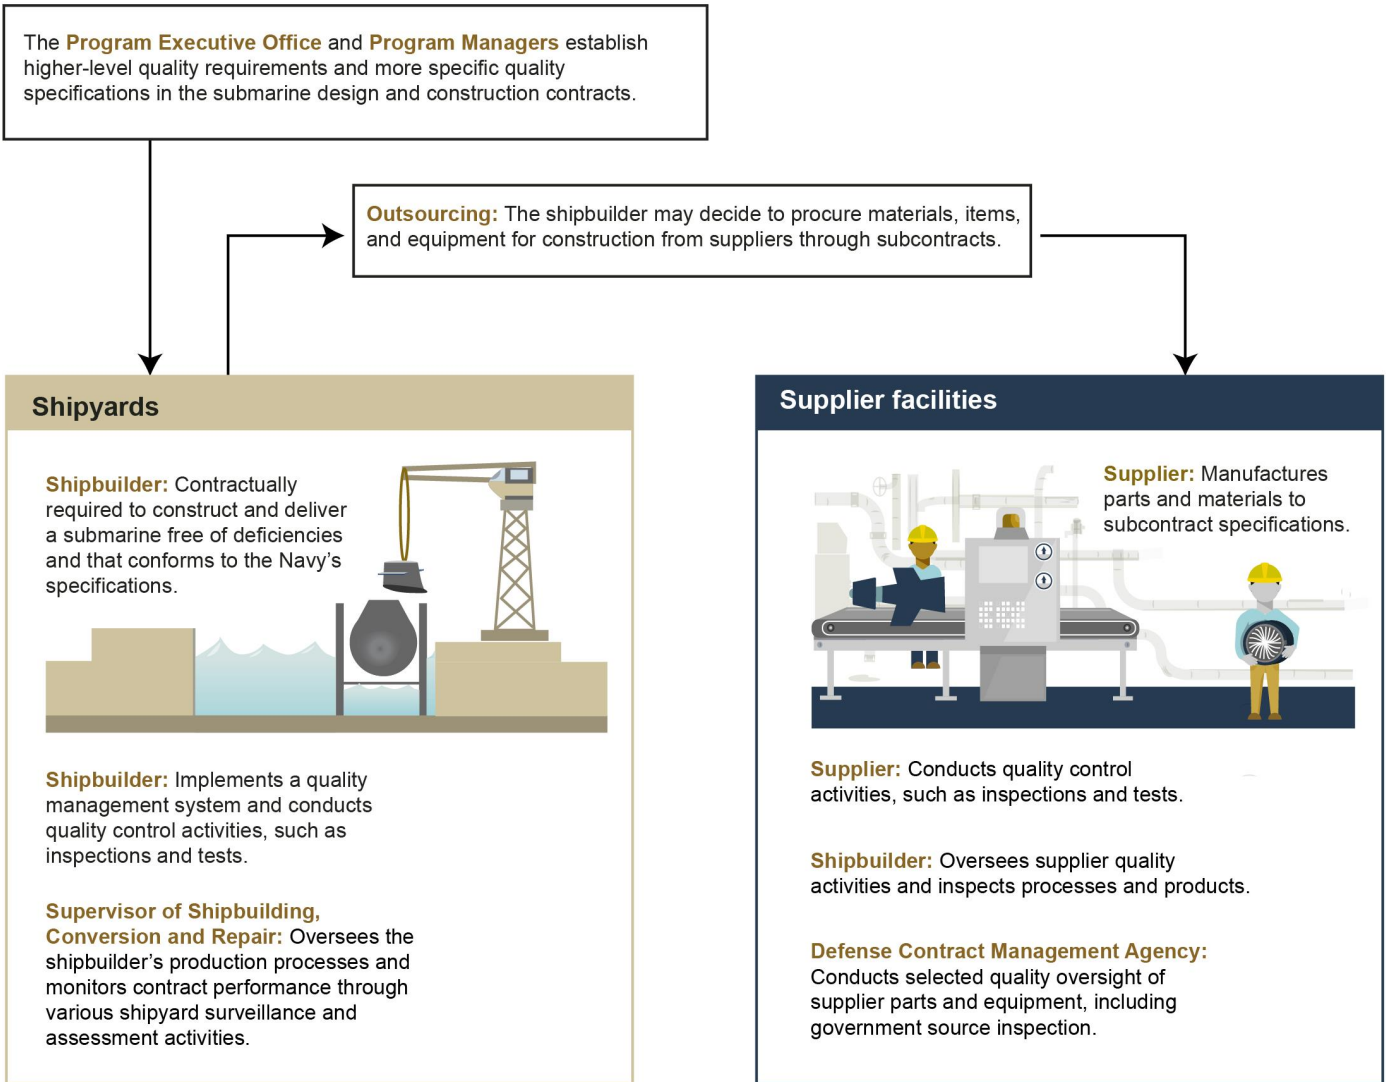 The Program Executive Office and Program Managers establish
higher-level quality requirements and more specific quality
specifications in the submarine design and construction contracts.
Outsourcing: The shipbuilder may decide to procure materials, items,
and equipment for construction from suppliers through subcontracts.
Shipyards
Shipbuilder: Contractually
required to construct and deliver
a submarine free of deficiencies
and that conforms to the Navy’s
specifications.
Shipbuilder: Implements a quality
management system and conducts
quality control activities, such as
inspections and tests.
Supervisor of Shipbuilding,
Conversion and Repair: Oversees the
shipbuilder’s production processes and
monitors contract performance through
various shipyard surveillance and
assessment activities.
Supplier facilities
Supplier: Manufactures
parts and materials to
subcontract specifications.
Supplier: Conducts quality control
activities, such as inspections and tests.
Shipbuilder: Oversees supplier quality
activities and inspects processes and products.
Defense Contract Management Agency:
Conducts selected quality oversight of
supplier parts and equipment, including
government source inspection.